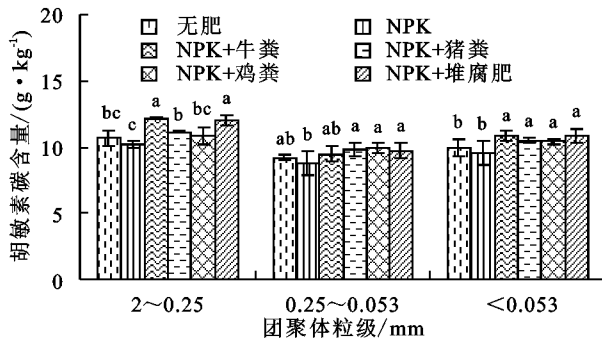 20
15
10
5
0
胡敏素碳含量/(g·kg⁻¹)
无肥 NPK
NPK+牛粪 NPK+猪粪
NPK+鸡粪 NPK+堆腐肥
bc c a b bc a
ab b ab a a a
b b a a a a
2～0.25 0.25～0.053 <0.053
团聚体粒级/mm